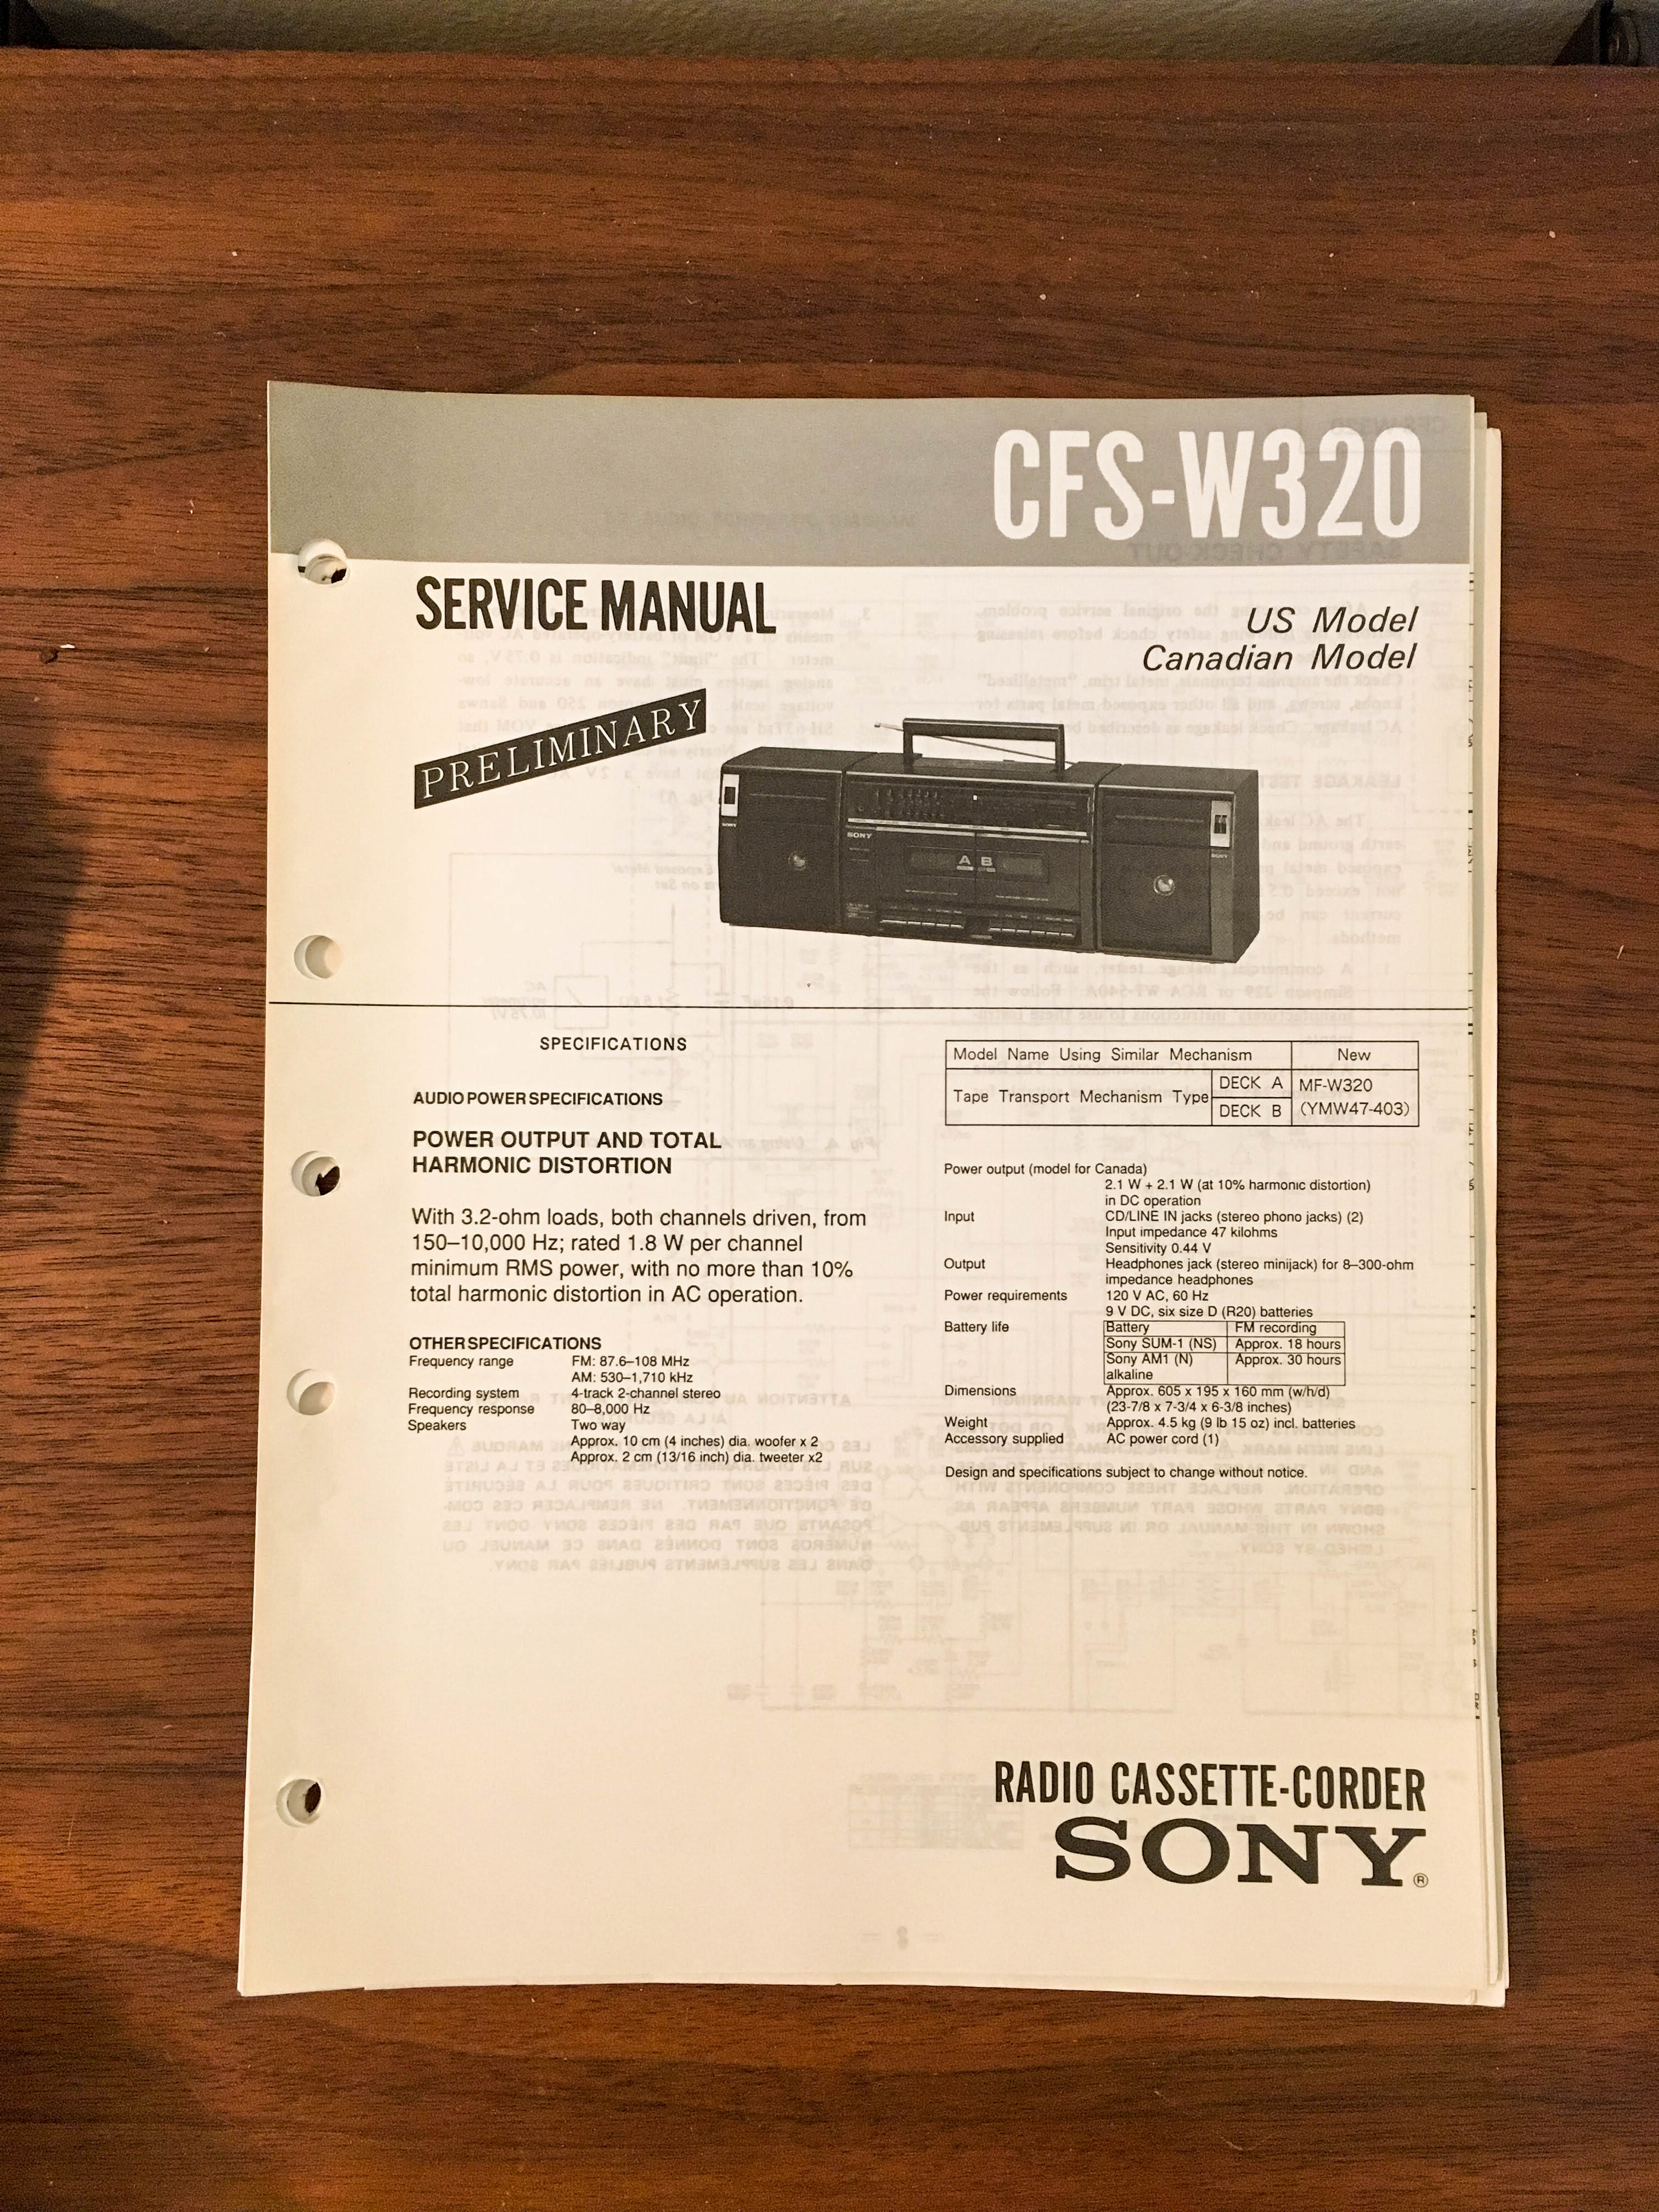 CFS-W320
SERVICE MANUAL
US Model
Canadian Model
PRELIMINARY
SONY
SONY
A B
SONY
SPECIFICATIONS
AUDIO POWER SPECIFICATIONS
POWER OUTPUT AND TOTAL
HARMONIC DISTORTION
With 3.2-ohm loads, both channels driven, from
150–10,000 Hz; rated 1.8 W per channel
minimum RMS power, with no more than 10%
total harmonic distortion in AC operation.
OTHER SPECIFICATIONS
Frequency range FM: 87.6–108 MHz
AM: 530–1,710 kHz
Recording system 4-track 2-channel stereo
Frequency response 80–8,000 Hz
Speakers Two way
Approx. 10 cm (4 inches) dia. woofer x 2
Approx. 2 cm (13/16 inch) dia. tweeter x2
Model Name Using Similar Mechanism New
Tape Transport Mechanism Type DECK A MF-W320
DECK B (YMW47-403)
Power output (model for Canada)
2.1 W + 2.1 W (at 10% harmonic distortion)
in DC operation
Input CD/LINE IN jacks (stereo phono jacks) (2)
Input impedance 47 kilohms
Sensitivity 0.44 V
Output Headphones jack (stereo minijack) for 8–300-ohm
impedance headphones
Power requirements 120 V AC, 60 Hz
9 V DC, six size D (R20) batteries
Battery life Battery FM recording
Sony SUM-1 (NS) Approx. 18 hours
Sony AM1 (N) Approx. 30 hours
alkaline
Dimensions Approx. 605 x 195 x 160 mm (w/h/d)
(23-7/8 x 7-3/4 x 6-3/8 inches)
Weight Approx. 4.5 kg (9 lb 15 oz) incl. batteries
Accessory supplied AC power cord (1)
Design and specifications subject to change without notice.
RADIO CASSETTE-CORDER
SONY®